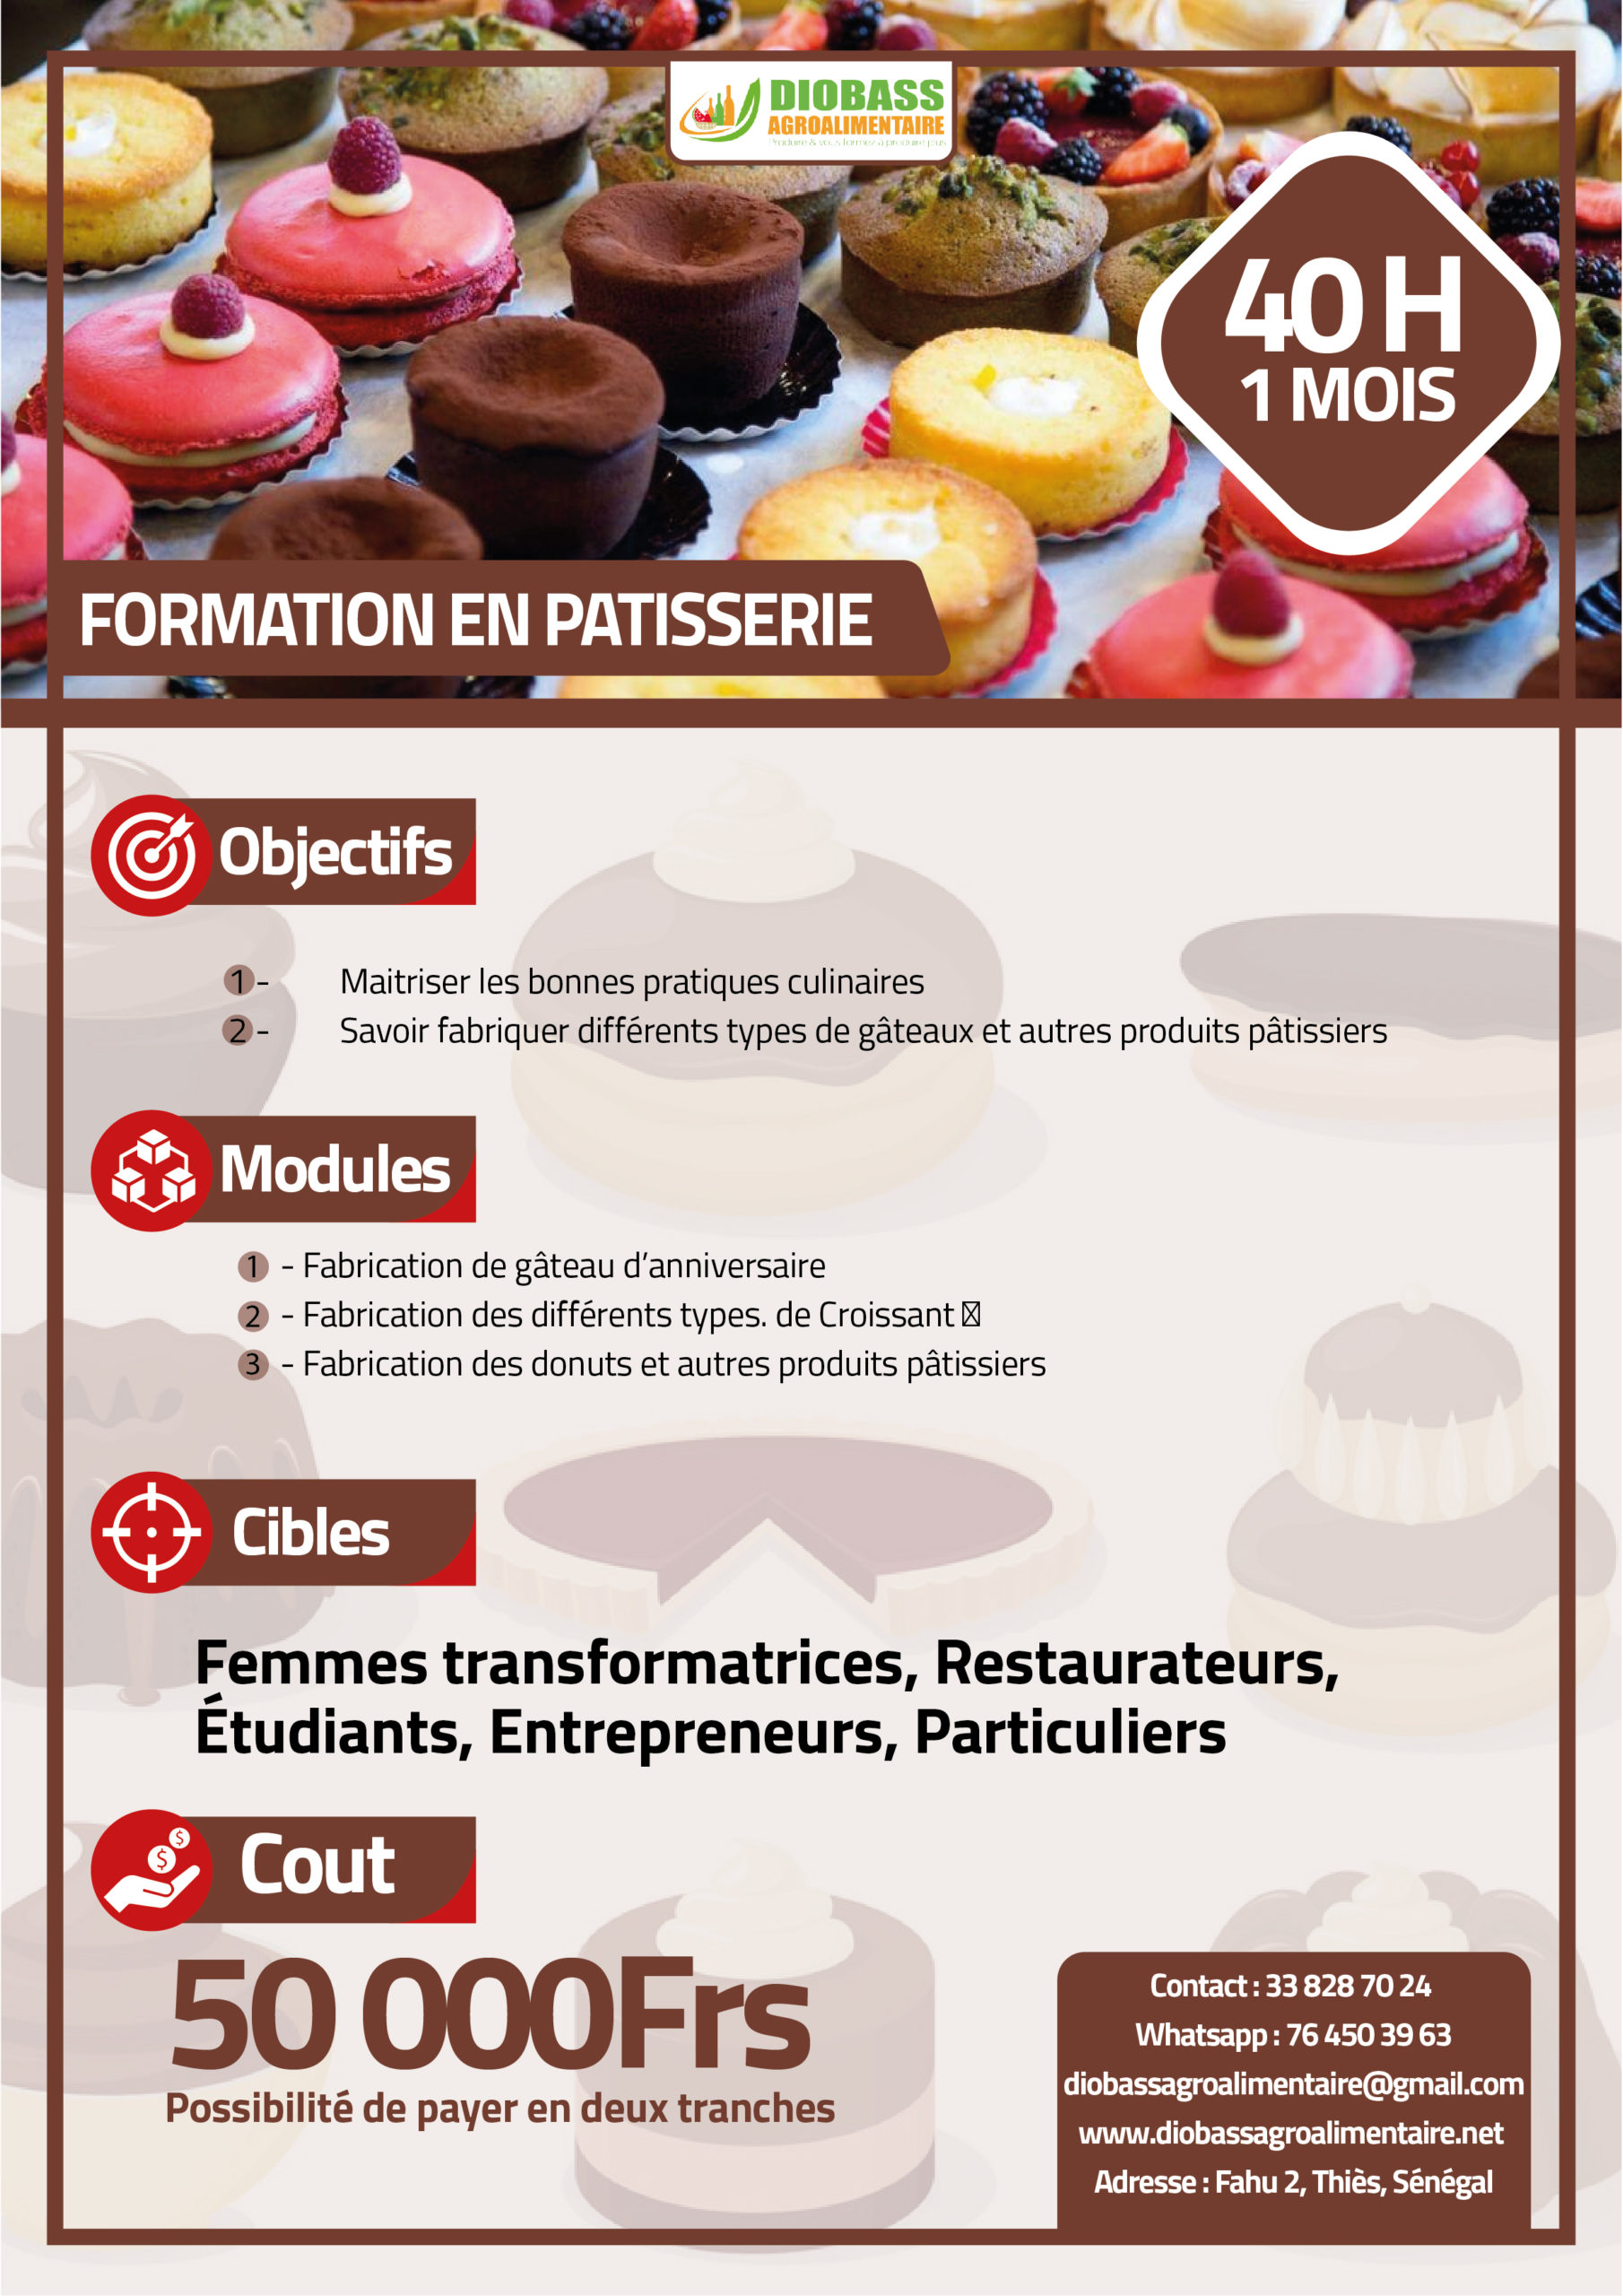 DIOBASS
AGROALIMENTAIRE
40 H
1 MOIS
FORMATION EN PATISSERIE
Objectifs
1 - Maitriser les bonnes pratiques culinaires
2 - Savoir fabriquer différents types de gâteaux et autres produits pâtissiers
Modules
1 - Fabrication de gâteau d’anniversaire
2 - Fabrication des différents types. de Croissant
3 - Fabrication des donuts et autres produits pâtissiers
Cibles
Femmes transformatrices, Restaurateurs,
Étudiants, Entrepreneurs, Particuliers
Cout
50 000Frs
Possibilité de payer en deux tranches
Contact : 33 828 70 24
Whatsapp : 76 450 39 63
diobassagroalimentaire@gmail.com
www.diobassagroalimentaire.net
Adresse : Fahu 2, Thiès, Sénégal